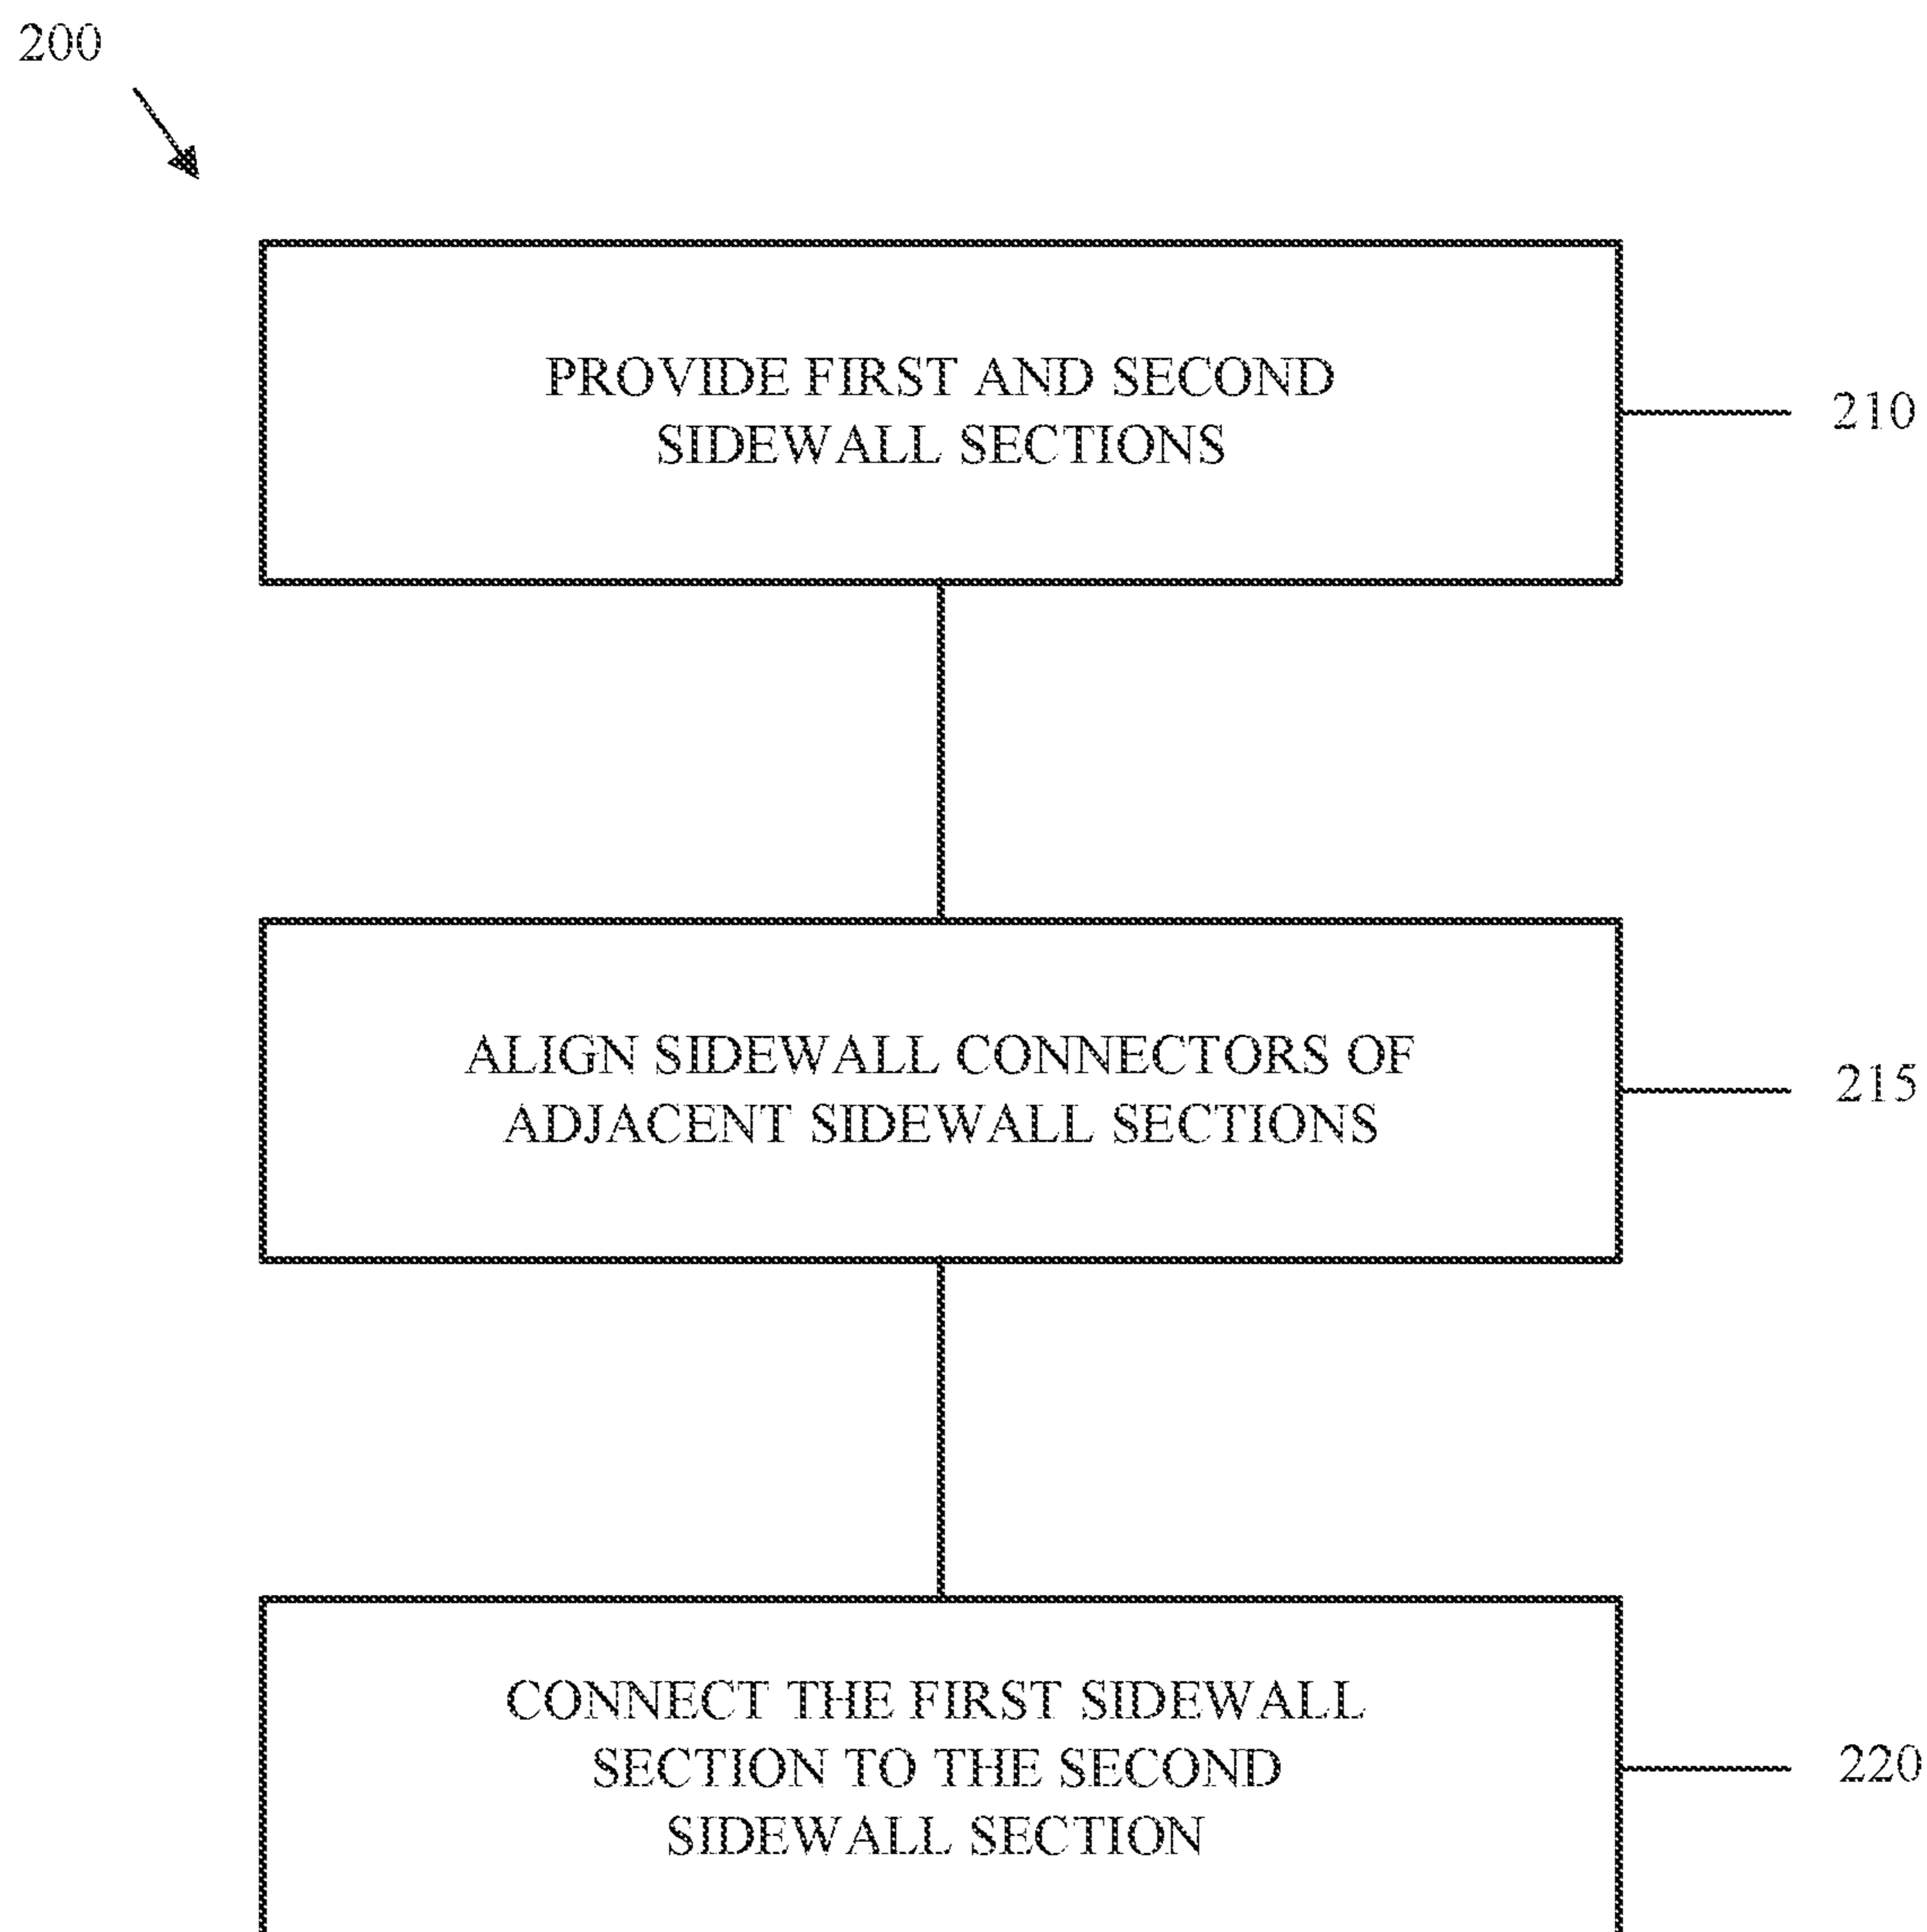 200
PROVIDE FIRST AND SECOND
SIDEWALL SECTIONS
210
ALIGN SIDEWALL CONNECTORS OF
ADJACENT SIDEWALL SECTIONS
215
CONNECT THE FIRST SIDEWALL
SECTION TO THE SECOND
SIDEWALL SECTION
220